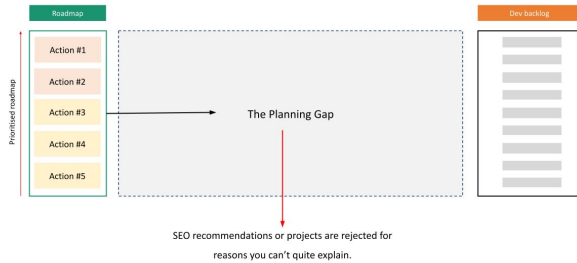 Roadmap
Dev backlog
Prioritised roadmap
Action #1
Action #2
Action #3
Action #4
Action #5
The Planning Gap
SEO recommendations or projects are rejected for
reasons you can’t quite explain.